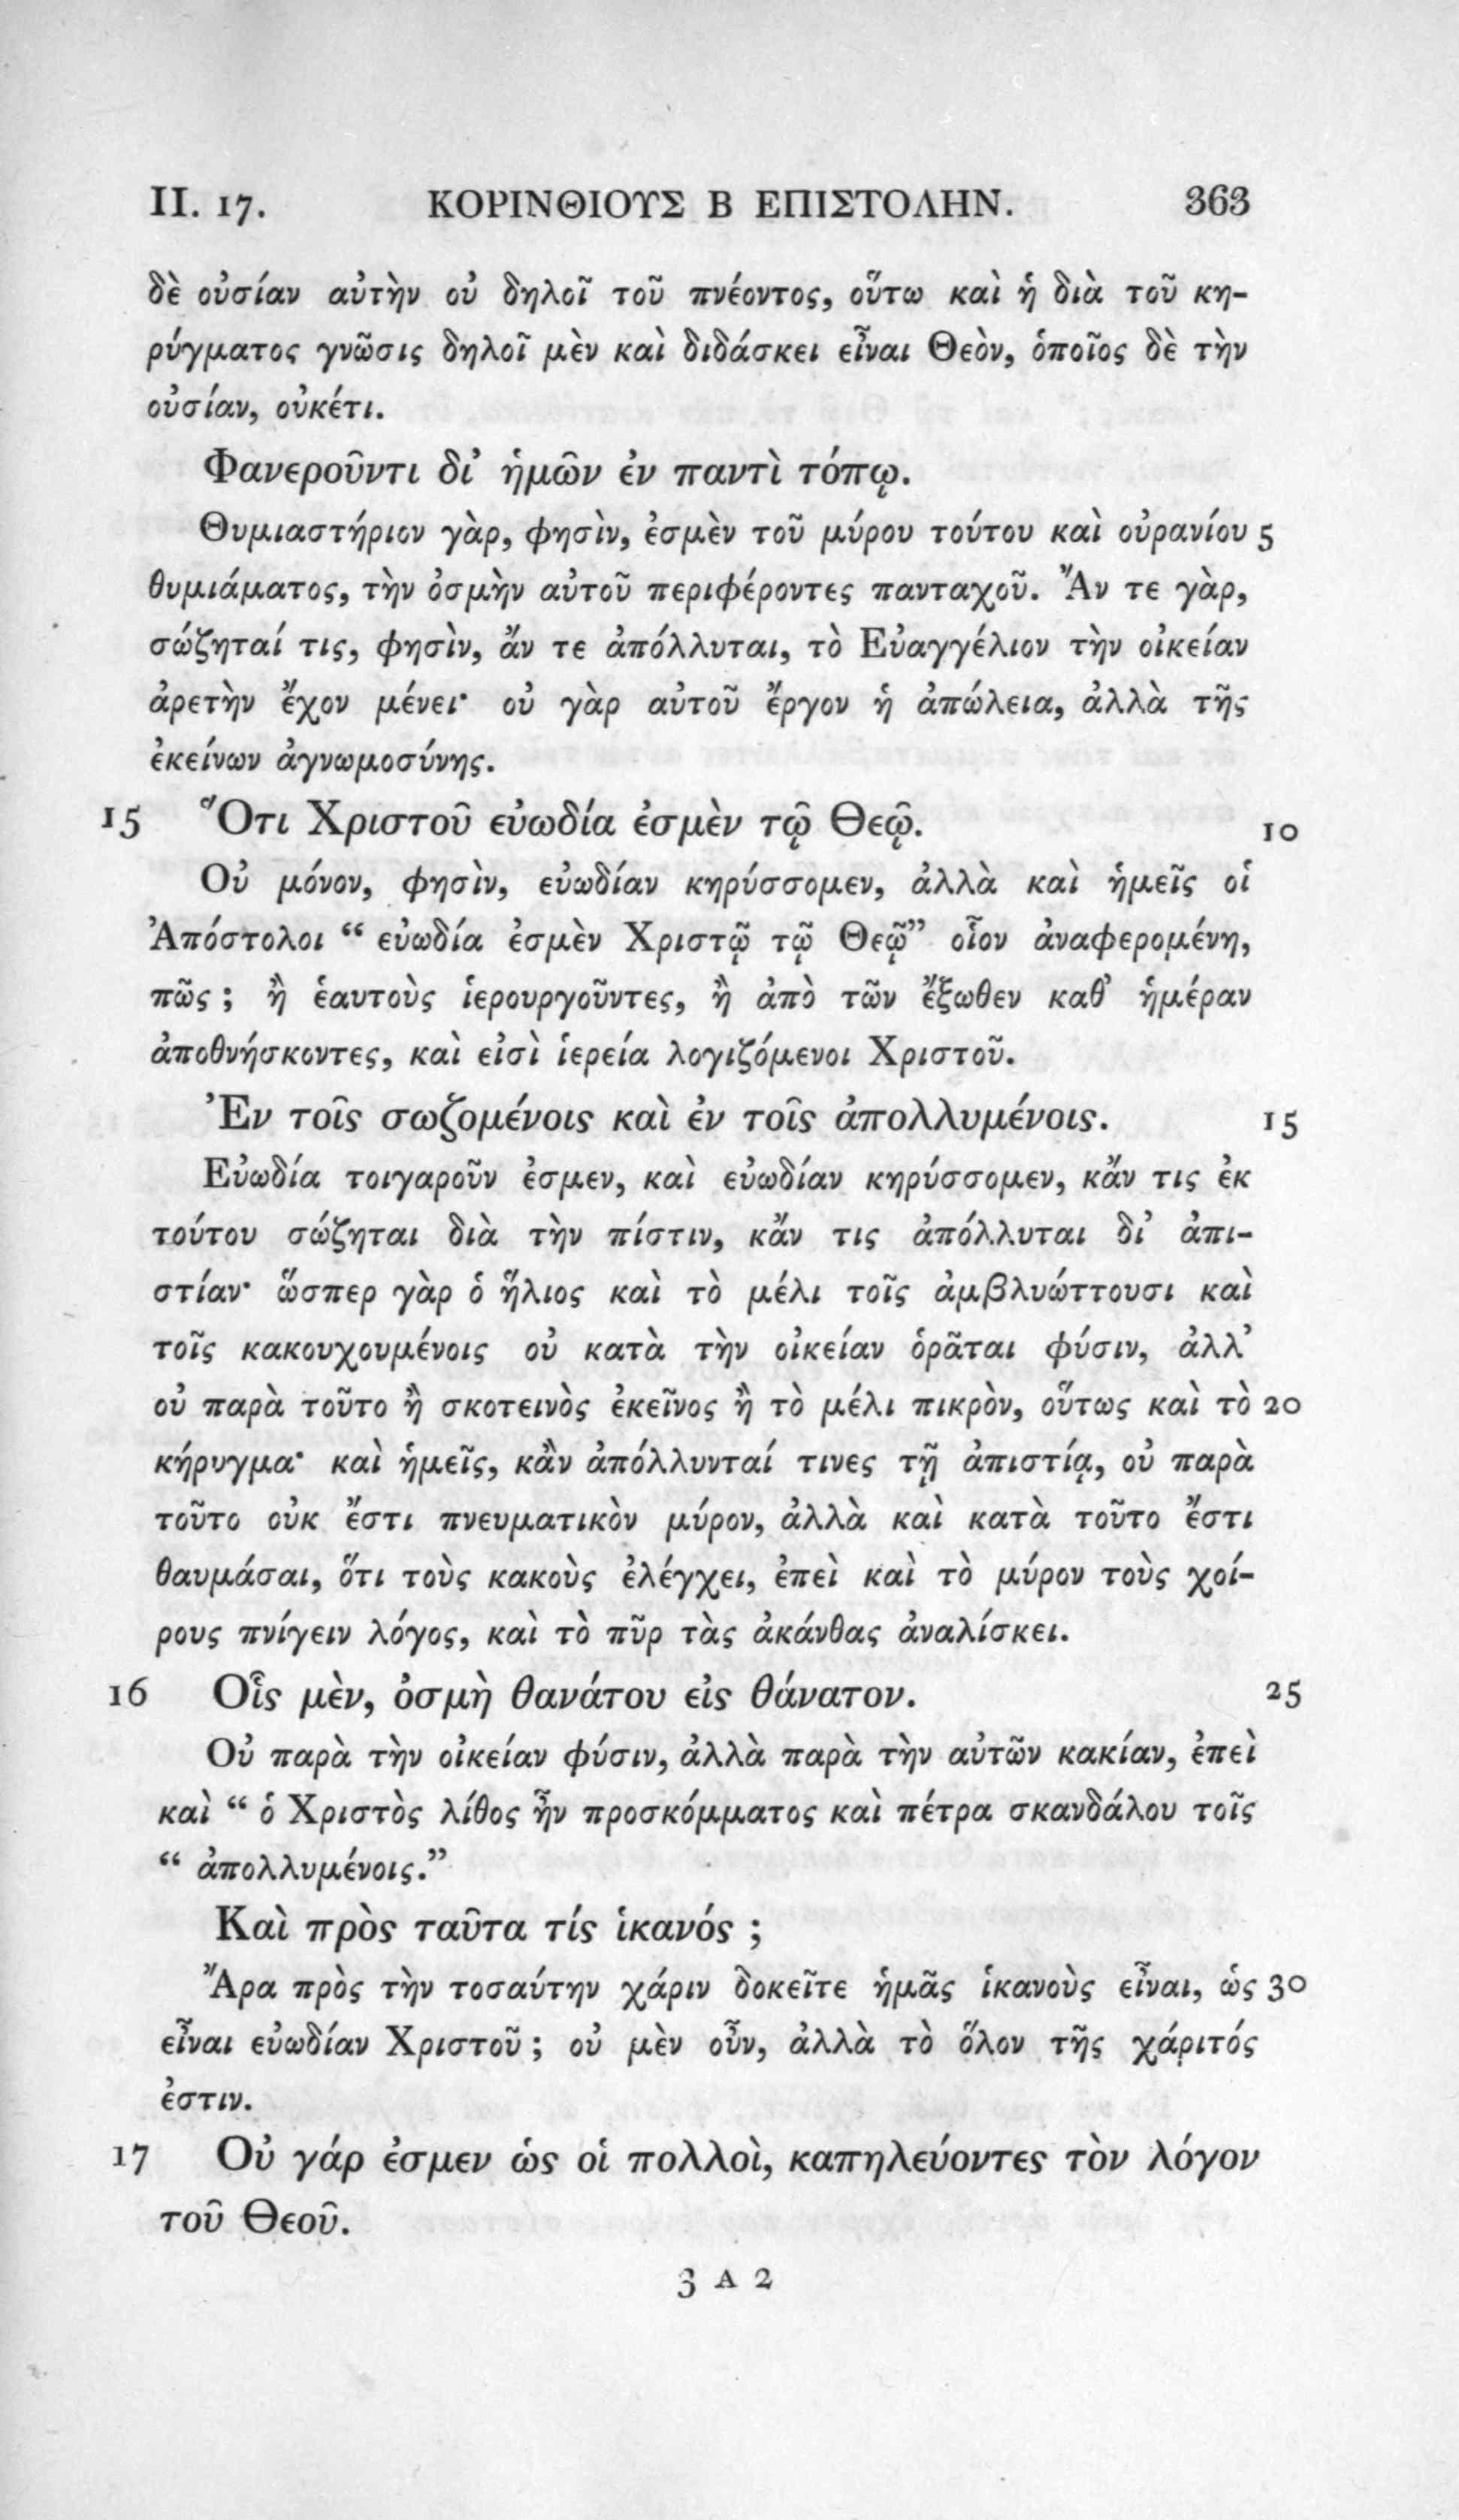 II. 17. ΚΟΡΙΝΘΙΟΥΣ Β ΕΠΙΣΤΟΛΗΝ. 363
δὲ οὐσίαν αὐτὴν οὐ δηλοῖ τοῦ πνέοντος, οὕτω καὶ ἡ διὰ τοῦ κη-
ρύγματος γνῶσις δηλοῖ μὲν καὶ διδάσκει εἶναι Θεὸν, ὁποῖος δὲ τὴν
οὐσίαν, οὐκέτι.
Φανεροῦντι δι’ ἡμῶν ἐν παντὶ τόπῳ.
Θυμιαστήριον γὰρ, φησὶν, ἐσμὲν τοῦ μύρου τούτου καὶ οὐρανίου 5
θυμιάματος, τὴν ὀσμὴν αὐτοῦ περιφέροντες πανταχοῦ. Ἄν τε γὰρ,
σώζηταί τις, φησὶν, ἄν τε ἀπόλλυται, τὸ Εὐαγγέλιον τὴν οἰκείαν
ἀρετὴν ἔχον μένει· οὐ γὰρ αὐτοῦ ἔργον ἡ ἀπώλεια, ἀλλὰ τῆς
ἐκείνων ἀγνωμοσύνης.
15 Ὅτι Χριστοῦ εὐωδία ἐσμὲν τῷ Θεῷ. 10
Οὐ μόνον, φησὶν, εὐωδίαν κηρύσσομεν, ἀλλὰ καὶ ἡμεῖς οἱ
Ἀπόστολοι “ εὐωδία ἐσμὲν Χριστῷ τῷ Θεῷ” οἷον ἀναφερομένη,
πῶς ; ἢ ἑαυτοὺς ἱερουργοῦντες, ἢ ἀπὸ τῶν ἔξωθεν καθ’ ἡμέραν
ἀποθνήσκοντες, καὶ εἰσὶ ἱερεία λογιζόμενοι Χριστοῦ.
Ἐν τοῖς σωζομένοις καὶ ἐν τοῖς ἀπολλυμένοις. 15
Εὐωδία τοιγαροῦν ἐσμεν, καὶ εὐωδίαν κηρύσσομεν, κἄν τις ἐκ
τούτου σώζηται διὰ τὴν πίστιν, κἄν τις ἀπόλλυται δι’ ἀπι-
στίαν· ὥσπερ γὰρ ὁ ἥλιος καὶ τὸ μέλι τοῖς ἀμβλυώττουσι καὶ
τοῖς κακουχουμένοις οὐ κατὰ τὴν οἰκείαν ὁρᾶται φύσιν, ἀλλ’
οὐ παρὰ τοῦτο ἢ σκοτεινὸς ἐκεῖνος ἢ τὸ μέλι πικρὸν, οὕτως καὶ τὸ 20
κήρυγμα· καὶ ἡμεῖς, κἂν ἀπόλλυνταί τινες τῇ ἀπιστίᾳ, οὐ παρὰ
τοῦτο οὐκ ἔστι πνευματικὸν μύρον, ἀλλὰ καὶ κατὰ τοῦτο ἔστι
θαυμάσαι, ὅτι τοὺς κακοὺς ἐλέγχει, ἐπεὶ καὶ τὸ μύρον τοὺς χοί-
ρους πνίγειν λόγος, καὶ τὸ πῦρ τὰς ἀκάνθας ἀναλίσκει.
16 Οἷς μὲν, ὀσμὴ θανάτου εἰς θάνατον. 25
Οὐ παρὰ τὴν οἰκείαν φύσιν, ἀλλὰ παρὰ τὴν αὐτῶν κακίαν, ἐπεὶ
καὶ “ ὁ Χριστὸς λίθος ἦν προσκόμματος καὶ πέτρα σκανδάλου τοῖς
“ ἀπολλυμένοις.”
Καὶ πρὸς ταῦτα τίς ἱκανός ;
Ἄρα πρὸς τὴν τοσαύτην χάριν δοκεῖτε ἡμᾶς ἱκανοὺς εἶναι, ὡς 30
εἶναι εὐωδίαν Χριστοῦ ; οὐ μὲν οὖν, ἀλλὰ τὸ ὅλον τῆς χάριτός
ἐστιν.
17 Οὐ γάρ ἐσμεν ὡς οἱ πολλοὶ, καπηλεύοντες τὸν λόγον
τοῦ Θεοῦ.
3 A 2